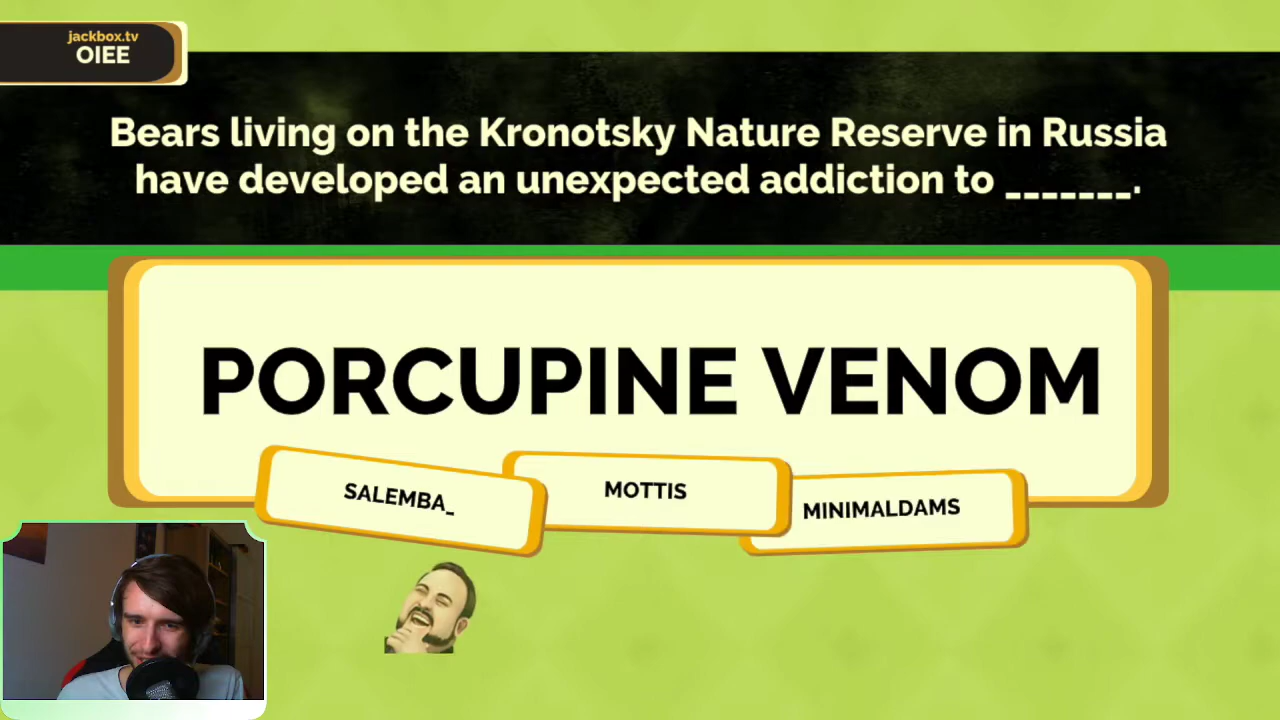 jackbox.tv
OIEE
Bears living on the Kronotsky Nature Reserve in Russia
have developed an unexpected addiction to _______.
PORCUPINE VENOM
SALEMBA_
MOTTIS
MINIMALDAMS